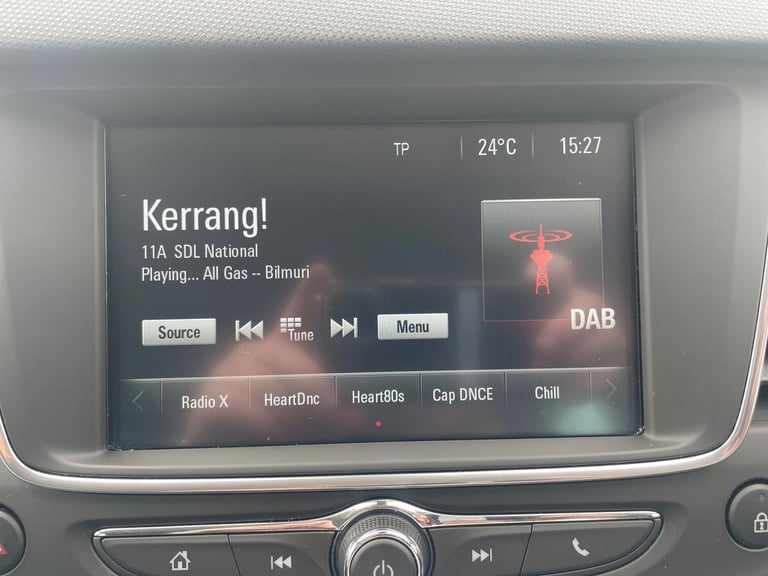 TP 24°C 15:27
Kerrang!
11A SDL National
Playing... All Gas -- Bilmuri
Source Tune Menu
DAB
Radio X HeartDnc Heart80s Cap DNCE Chill